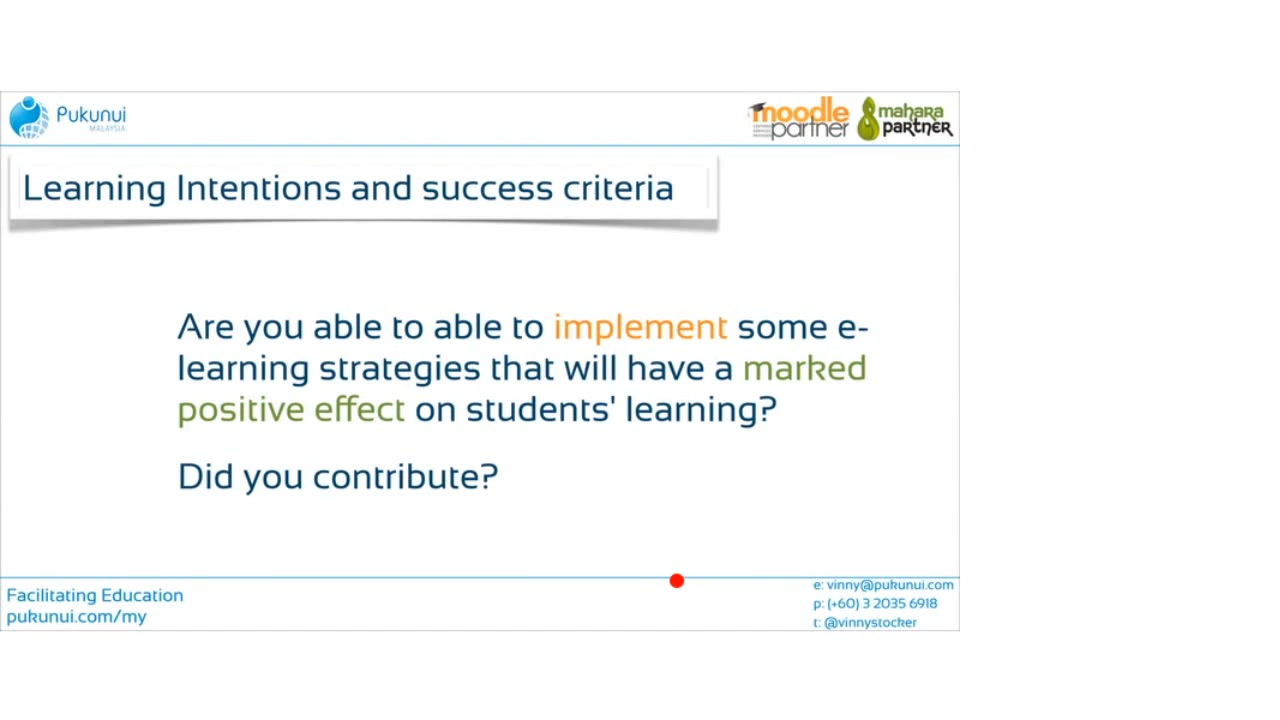 Pukunui
MALAYSIA
moodle
partner
mahara
partner
Learning Intentions and success criteria
Are you able to able to implement some e-
learning strategies that will have a marked
positive effect on students' learning?
Did you contribute?
Facilitating Education
pukunui.com/my
e: vinny@pukunui.com
p: (+60) 3 2035 6918
t: @vinnystocker